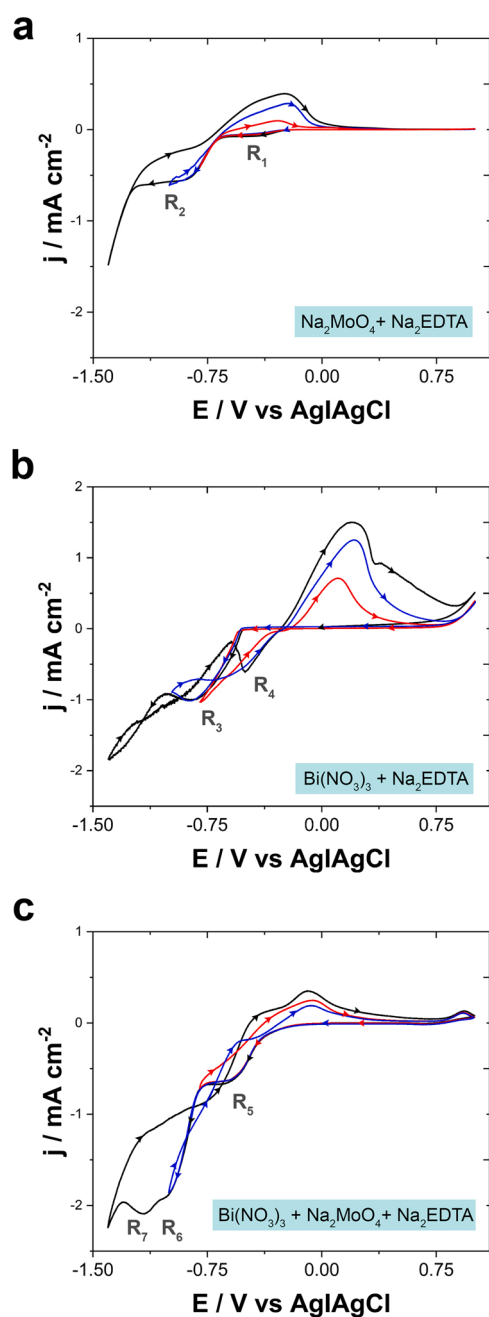 a
1
0
-1
-2
j / mA cm⁻²
R₁
R₂
Na₂MoO₄+ Na₂EDTA
-1.50
-0.75
0.00
0.75
E / V vs Ag|AgCl
b
2
1
0
-1
-2
j / mA cm⁻²
R₄
R₃
Bi(NO₃)₃ + Na₂EDTA
-1.50
-0.75
0.00
0.75
E / V vs Ag|AgCl
c
1
0
-1
-2
j / mA cm⁻²
R₅
R₇ R₆
Bi(NO₃)₃ + Na₂MoO₄+ Na₂EDTA
-1.50
-0.75
0.00
0.75
E / V vs Ag|AgCl